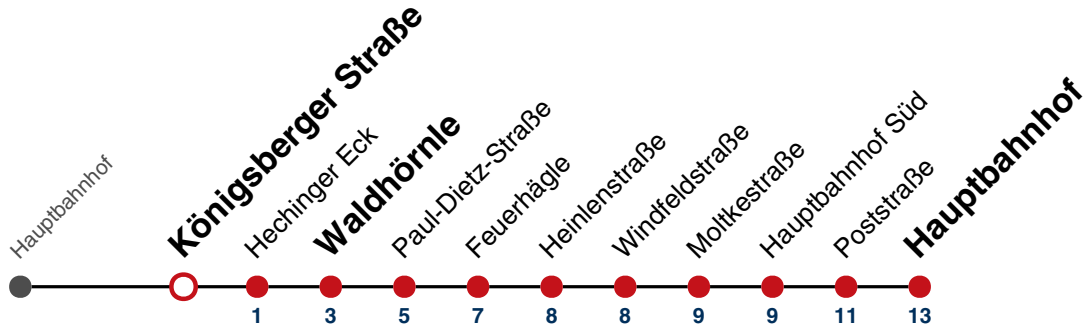 Hauptbahnhof
Königsberger Straße
Hechinger Eck
Waldhörnle
Paul-Dietz-Straße
Feuerhägle
Heinlenstraße
Windfeldstraße
Moltkestraße
Hauptbahnhof Süd
Poststraße
Hauptbahnhof
1 3 5 7 8 8 9 9 11 13